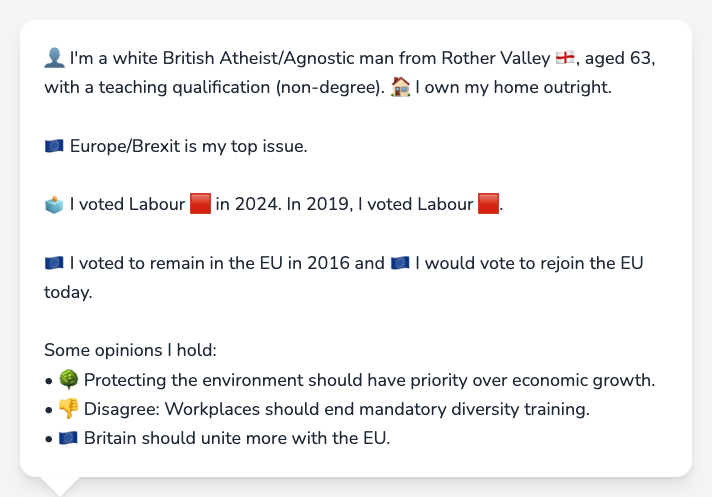 👤 I'm a white British Atheist/Agnostic man from Rother Valley 🏴󠁧󠁢󠁥󠁮󠁧󠁿, aged 63,
with a teaching qualification (non-degree). 🏠 I own my home outright.
🇪🇺 Europe/Brexit is my top issue.
🗳️ I voted Labour 🟥 in 2024. In 2019, I voted Labour 🟥.
🇪🇺 I voted to remain in the EU in 2016 and 🇪🇺 I would vote to rejoin the EU
today.
Some opinions I hold:
• 🌳 Protecting the environment should have priority over economic growth.
• 👎 Disagree: Workplaces should end mandatory diversity training.
• 🇪🇺 Britain should unite more with the EU.